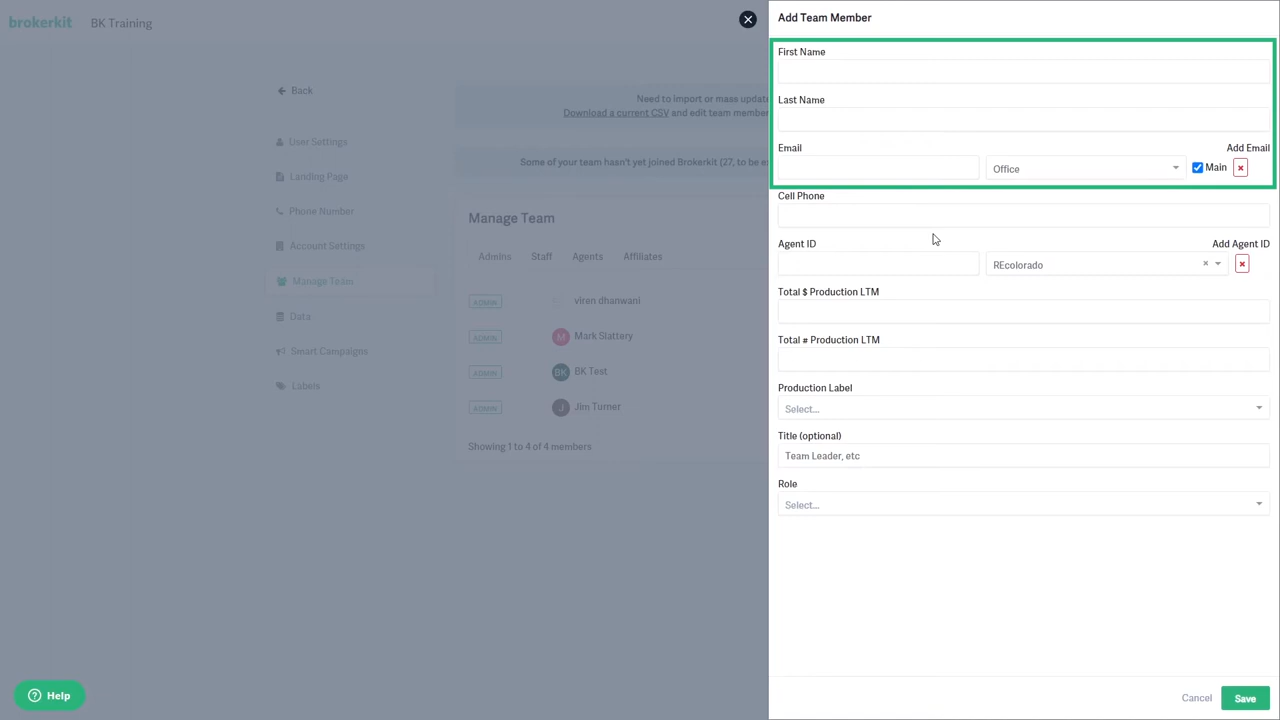 brokerkit BK Training
Back
User Settings
Landing Page
Phone Number
Account Settings
Manage Team
Data
Smart Campaigns
Labels
Need to import or mass update
Download a current CSV and edit team member
Some of your team hasn't yet joined Brokerkit (27, to be ex
Manage Team
Admins Staff Agents Affiliates
ADMIN viren dhanwani
ADMIN M Mark Slattery
ADMIN BK BK Test
ADMIN J Jim Turner
Showing 1 to 4 of 4 members
Help
Add Team Member
First Name
Last Name
Email Add Email
Office Main
Cell Phone
Agent ID Add Agent ID
REcolorado
Total $ Production LTM
Total # Production LTM
Production Label
Select...
Title (optional)
Team Leader, etc
Role
Select...
Cancel Save